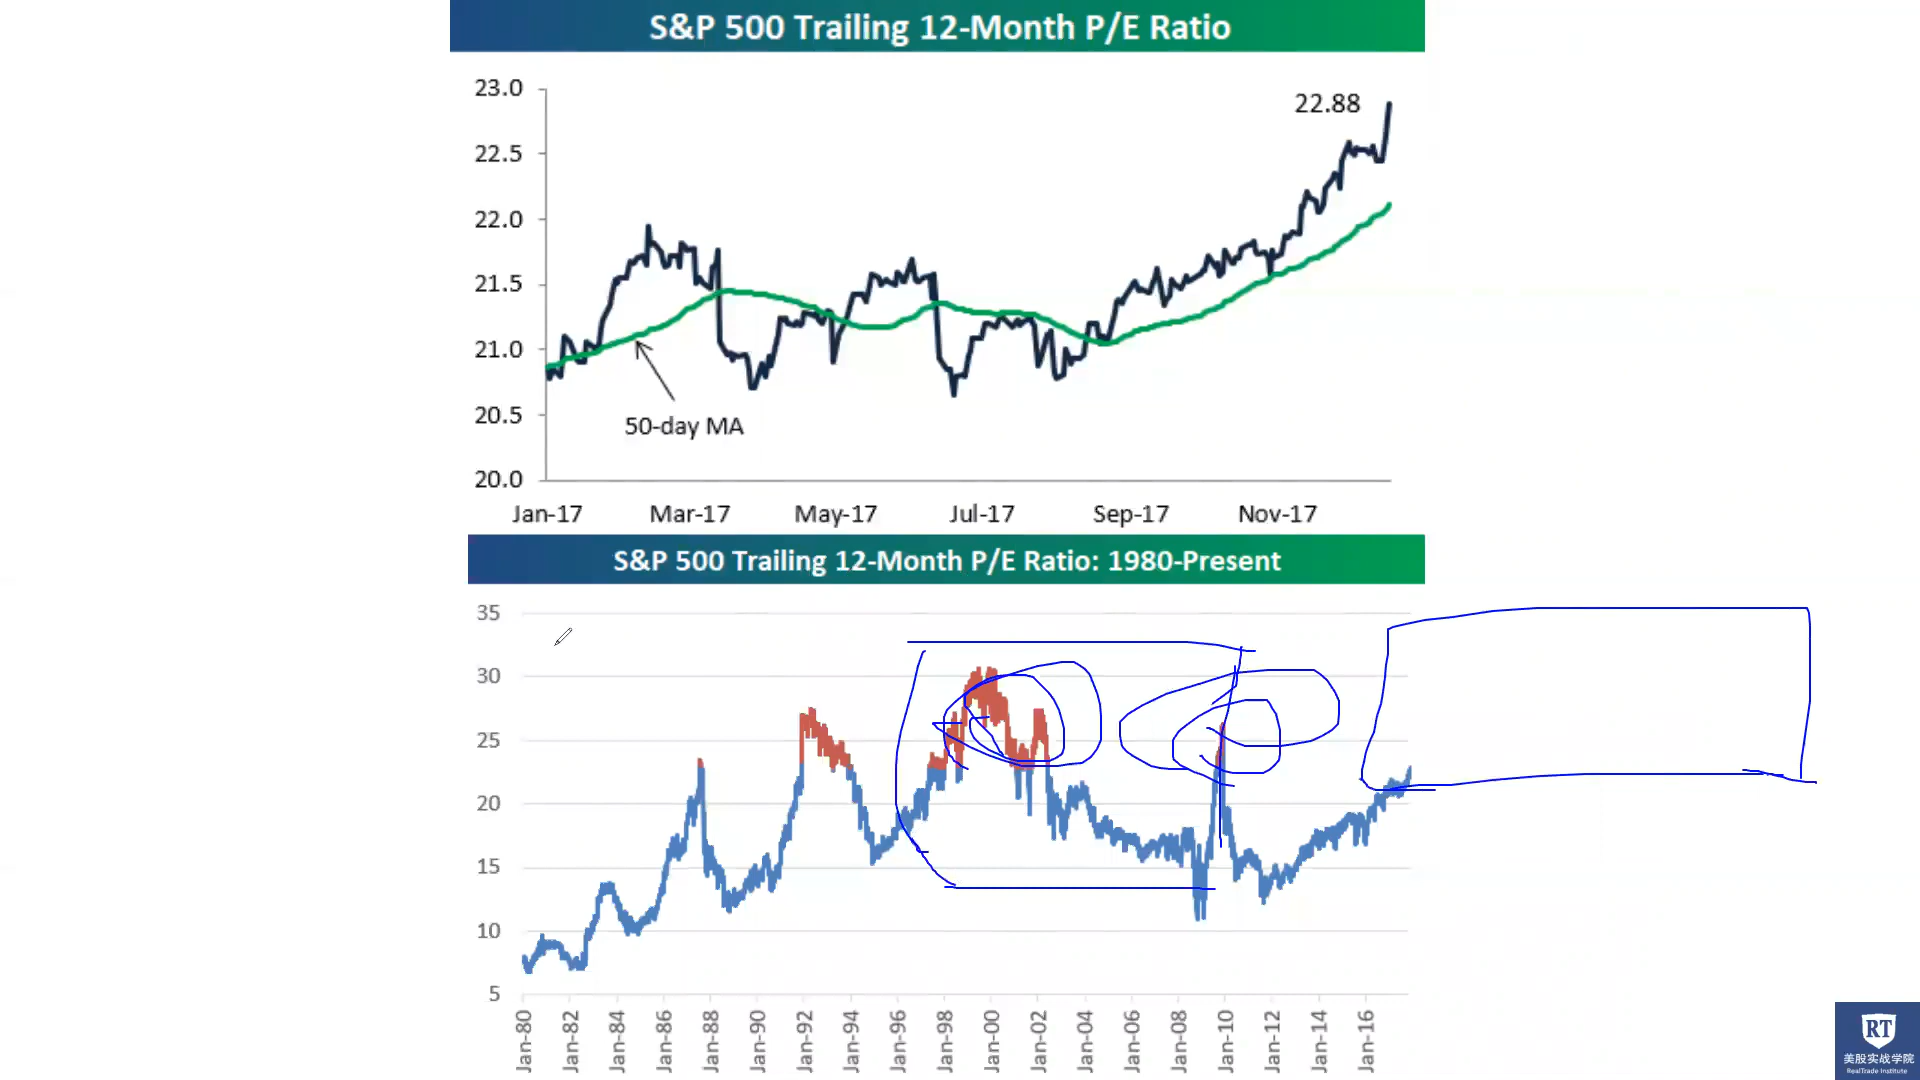 S&P 500 Trailing 12-Month P/E Ratio
23.0
22.88
22.5
22.0
21.5
21.0
50-day MA
20.5
20.0
Jan-17 Mar-17 May-17 Jul-17 Sep-17 Nov-17
S&P 500 Trailing 12-Month P/E Ratio: 1980-Present
35
30
25
20
15
10
5
Jan-80 Jan-82 Jan-84 Jan-86 Jan-88 Jan-90 Jan-92 Jan-94 Jan-96 Jan-98 Jan-00 Jan-02 Jan-04 Jan-06 Jan-08 Jan-10 Jan-12 Jan-14 Jan-16
RT
美股实战学院
RealTrade Institute